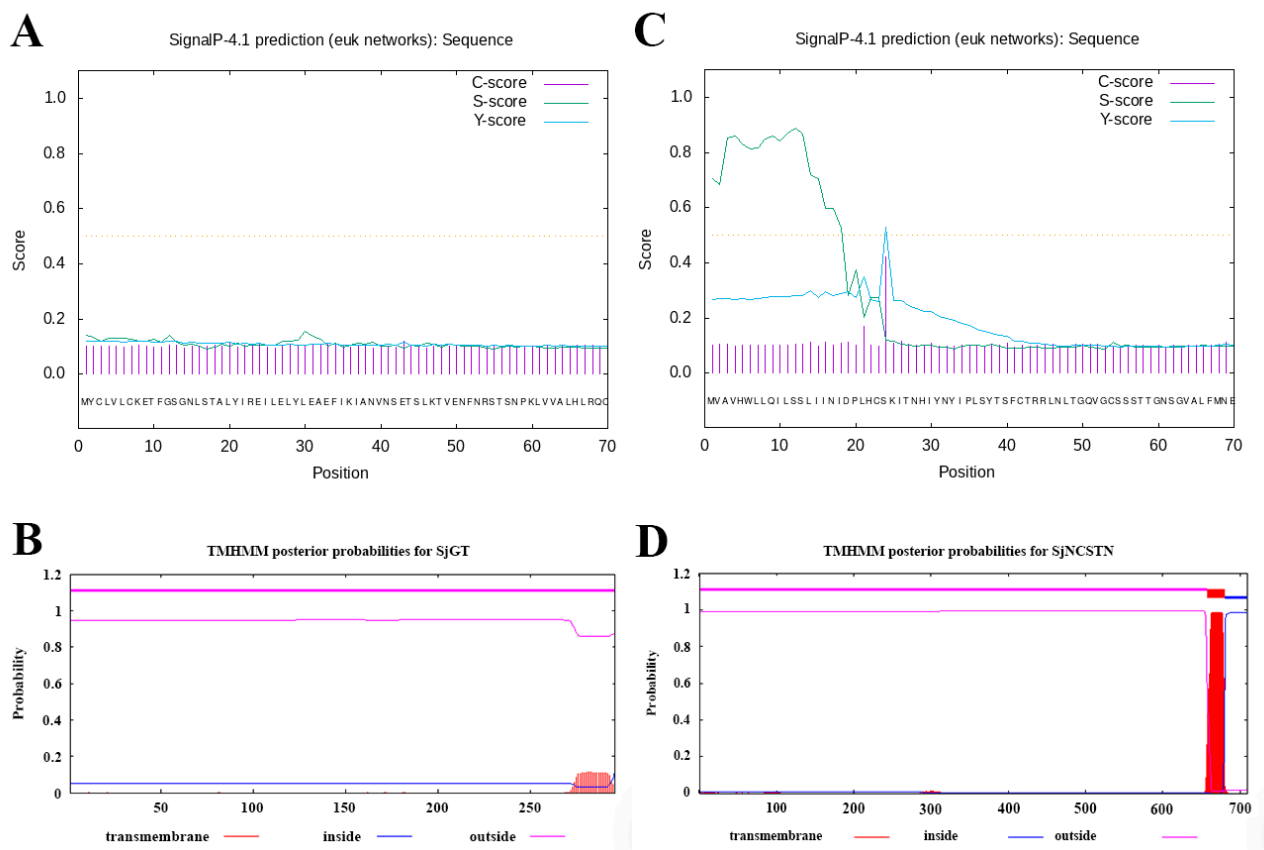 A
SignalP-4.1 prediction (euk networks): Sequence
C-score
S-score
Y-score
1.0
0.8
0.6
0.4
0.2
0.0
Score
MYCLVLCKETFGSGNLSTALYIREILELYLEAEFIKIANVNSETSLKTVENFNRSTSNPKLVVALHLRQC
0 10 20 30 40 50 60 70
Position
C
SignalP-4.1 prediction (euk networks): Sequence
C-score
S-score
Y-score
1.0
0.8
0.6
0.4
0.2
0.0
Score
MVAVHWLLQILSSLIINIDPLHCSKITNHIYNYIPLSYTSFCTRRLNLTGQVGCSSSTTGNSGVALFMNE
0 10 20 30 40 50 60 70
Position
B
TMHMM posterior probabilities for SjGT
1.2
1
0.8
0.6
0.4
0.2
0
Probability
50 100 150 200 250
transmembrane inside outside
D
TMHMM posterior probabilities for SjNCSTN
1.2
1
0.8
0.6
0.4
0.2
0
Probability
100 200 300 400 500 600 700
transmembrane inside outside